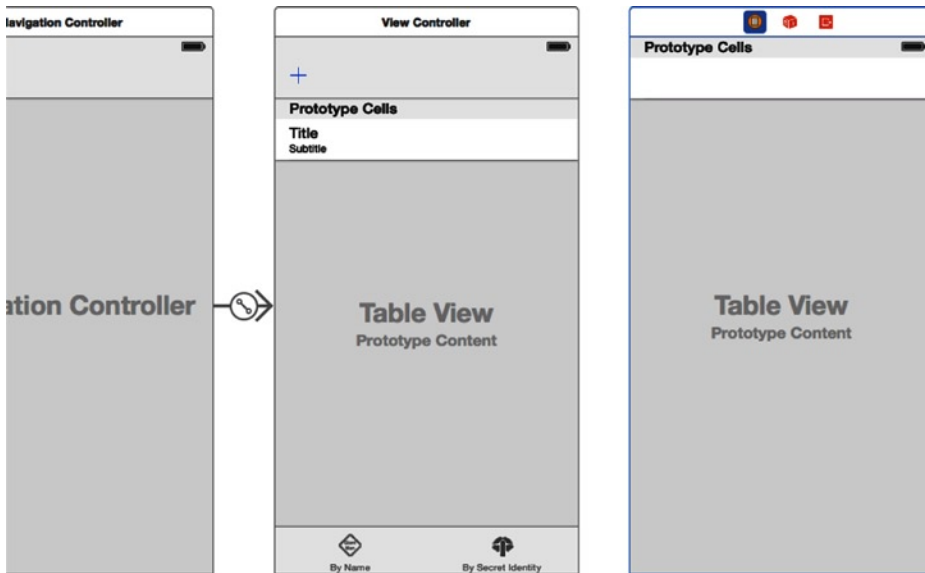 Navigation Controller
ation Controller
View Controller
Prototype Cells
Title
Subtitle
Table View
Prototype Content
By Name
By Secret Identity
Prototype Cells
Table View
Prototype Content